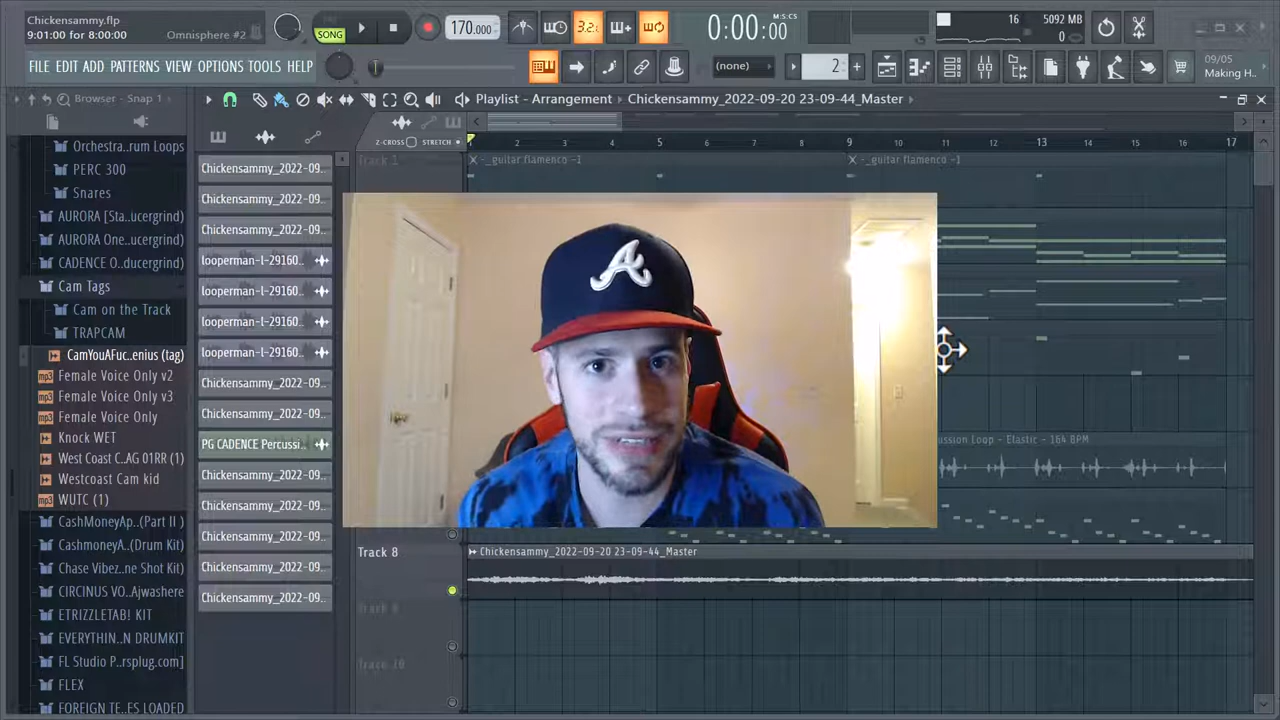 Chickensammy.flp
9:01:00 for 8:00:00
Omnisphere #2
SONG
170.000
3.2.
0:00:00
M:S:CS
16
5092 MB
0
FILE EDIT ADD PATTERNS VIEW OPTIONS TOOLS HELP
(none)
2
09/05
Making H..
Browser - Snap 1
Playlist - Arrangement
Chickensammy_2022-09-20 23-09-44_Master
Z-CROSS
STRETCH
2 3 4 5 6 7 8 9 10 11 12 13 14 15 16 17
Track 1
-_guitar flamenco -1
-_guitar flamenco -1
Orchestra..rum Loops
PERC 300
Snares
AURORA [Sta..ucergrind)
AURORA One..ucergrind)
CADENCE O..ducergrind)
Cam Tags
Cam on the Track
TRAPCAM
CamYouAFuc..enius (tag)
Female Voice Only v2
Female Voice Only v3
Female Voice Only
Knock WET
West Coast C..AG 01RR (1)
Westcoast Cam kid
WUTC (1)
CashMoneyAp..(Part II )
CashmoneyA..(Drum Kit)
Chase Vibez..ne Shot Kit)
CIRCINUS VO..Ajwashere
ETRIZZLETAB! KIT
EVERYTHIN..N DRUMKIT
FL Studio P..rsplug.com]
FLEX
FOREIGN TE..ES LOADED
Chickensammy_2022-09..
Chickensammy_2022-09..
Chickensammy_2022-09..
looperman-l-29160..
looperman-l-29160..
looperman-l-29160..
looperman-l-29160..
Chickensammy_2022-09..
Chickensammy_2022-09..
PG CADENCE Percussi..
Chickensammy_2022-09..
Chickensammy_2022-09..
Chickensammy_2022-09..
Chickensammy_2022-09..
Chickensammy_2022-09..
A
cussion Loop - Elastic - 164 BPM
Track 8
Chickensammy_2022-09-20 23-09-44_Master
Track 9
Track 10